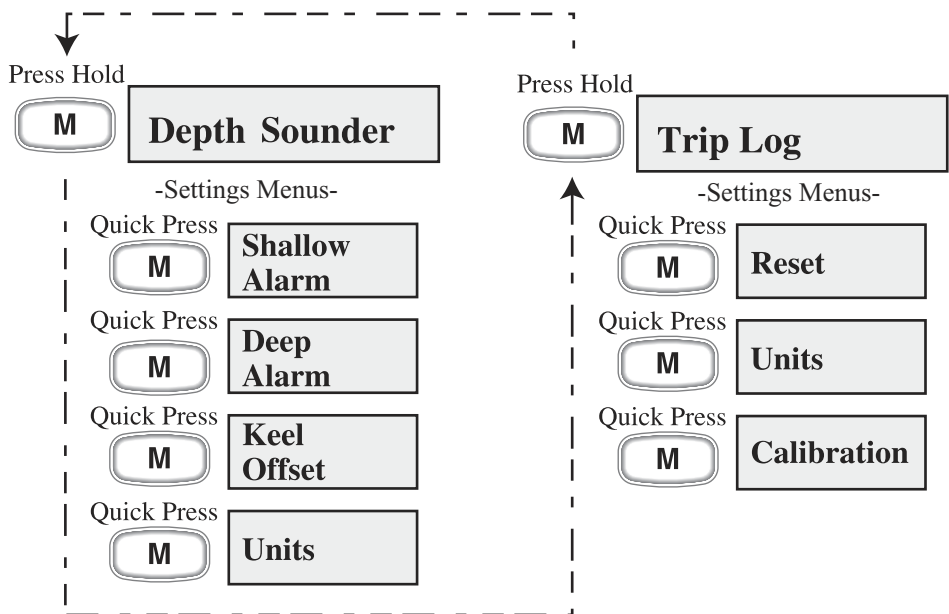 Press Hold
M
Depth Sounder
-Settings Menus-
Quick Press
M
Shallow
Alarm
Quick Press
M
Deep
Alarm
Quick Press
M
Keel
Offset
Quick Press
M
Units
Press Hold
M
Trip Log
-Settings Menus-
Quick Press
M
Reset
Quick Press
M
Units
Quick Press
M
Calibration